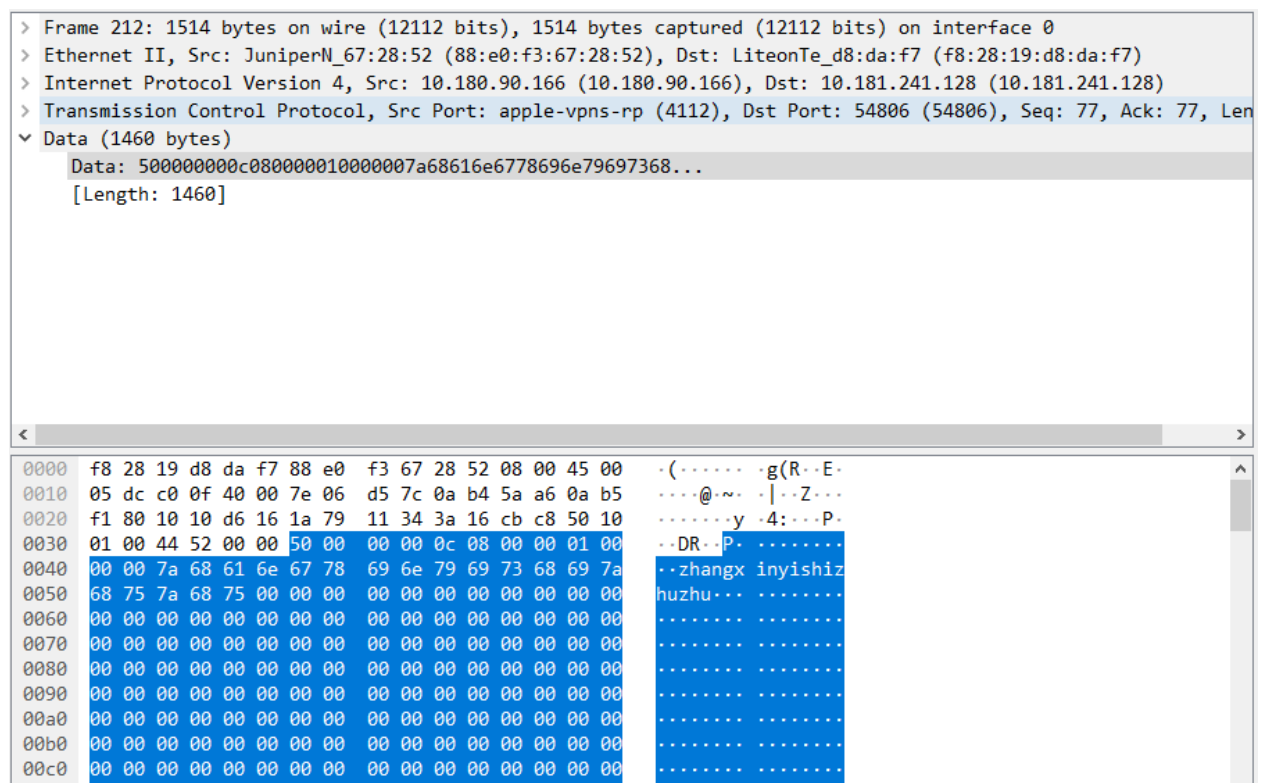 > Frame 212: 1514 bytes on wire (12112 bits), 1514 bytes captured (12112 bits) on interface 0
> Ethernet II, Src: JuniperN_67:28:52 (88:e0:f3:67:28:52), Dst: LiteonTe_d8:da:f7 (f8:28:19:d8:da:f7)
> Internet Protocol Version 4, Src: 10.180.90.166 (10.180.90.166), Dst: 10.181.241.128 (10.181.241.128)
> Transmission Control Protocol, Src Port: apple-vpns-rp (4112), Dst Port: 54806 (54806), Seq: 77, Ack: 77, Len
Data (1460 bytes)
Data: 500000000c080000010000007a68616e6778696e79697368...
[Length: 1460]
0000 f8 28 19 d8 da f7 88 e0 f3 67 28 52 08 00 45 00 ·(······ ·g(R··E·
0010 05 dc c0 0f 40 00 7e 06 d5 7c 0a b4 5a a6 0a b5 ····@·~· ·|··Z···
0020 f1 80 10 10 d6 16 1a 79 11 34 3a 16 cb c8 50 10 ·······y ·4:···P·
0030 01 00 44 52 00 00 50 00 00 00 0c 08 00 00 01 00 ··DR··P· ········
0040 00 00 7a 68 61 6e 67 78 69 6e 79 69 73 68 69 7a ··zhangx inyishiz
0050 68 75 7a 68 75 00 00 00 00 00 00 00 00 00 00 00 huzhu··· ········
0060 00 00 00 00 00 00 00 00 00 00 00 00 00 00 00 00 ········ ········
0070 00 00 00 00 00 00 00 00 00 00 00 00 00 00 00 00 ········ ········
0080 00 00 00 00 00 00 00 00 00 00 00 00 00 00 00 00 ········ ········
0090 00 00 00 00 00 00 00 00 00 00 00 00 00 00 00 00 ········ ········
00a0 00 00 00 00 00 00 00 00 00 00 00 00 00 00 00 00 ········ ········
00b0 00 00 00 00 00 00 00 00 00 00 00 00 00 00 00 00 ········ ········
00c0 00 00 00 00 00 00 00 00 00 00 00 00 00 00 00 00 ········ ········